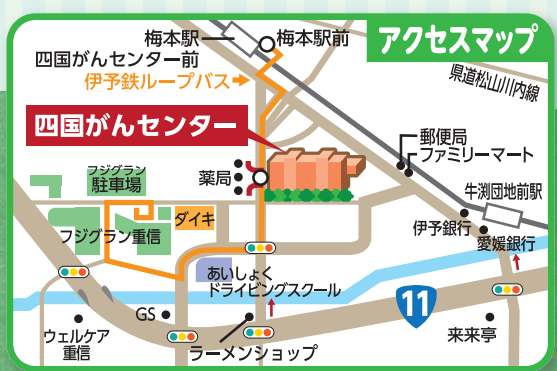 アクセスマップ
梅本駅
梅本駅前
四国がんセンター前
伊予鉄ループバス
県道松山川内線
四国がんセンター
郵便局
ファミリーマート
フジグラン
駐車場
薬局
牛渕団地前駅
ダイキ
フジグラン重信
伊予銀行
愛媛銀行
あいしょく
ドライビングスクール
11
GS
ウェルケア
重信
ラーメンショップ
来来亭